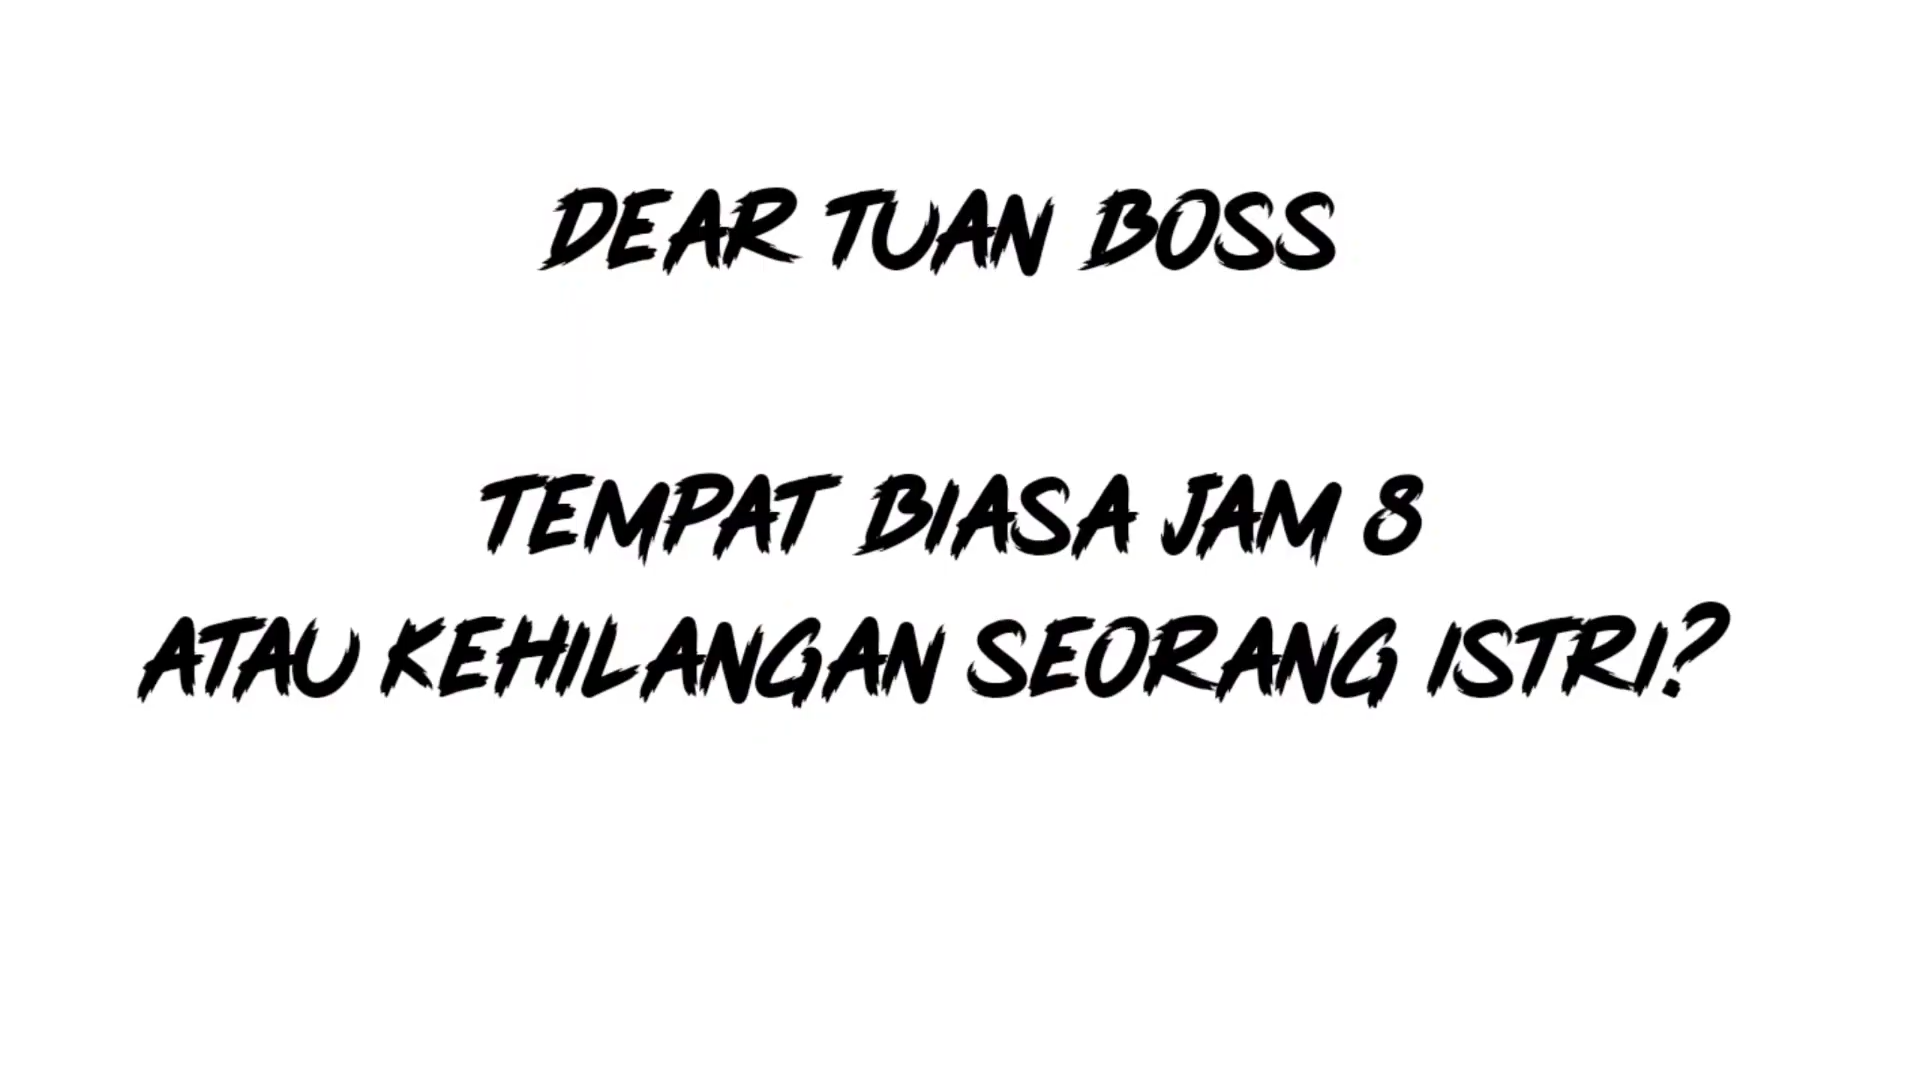 DEAR TUAN BOSS
TEMPAT BIASA JAM 8
ATAU KEHILANGAN SEORANG ISTRI?